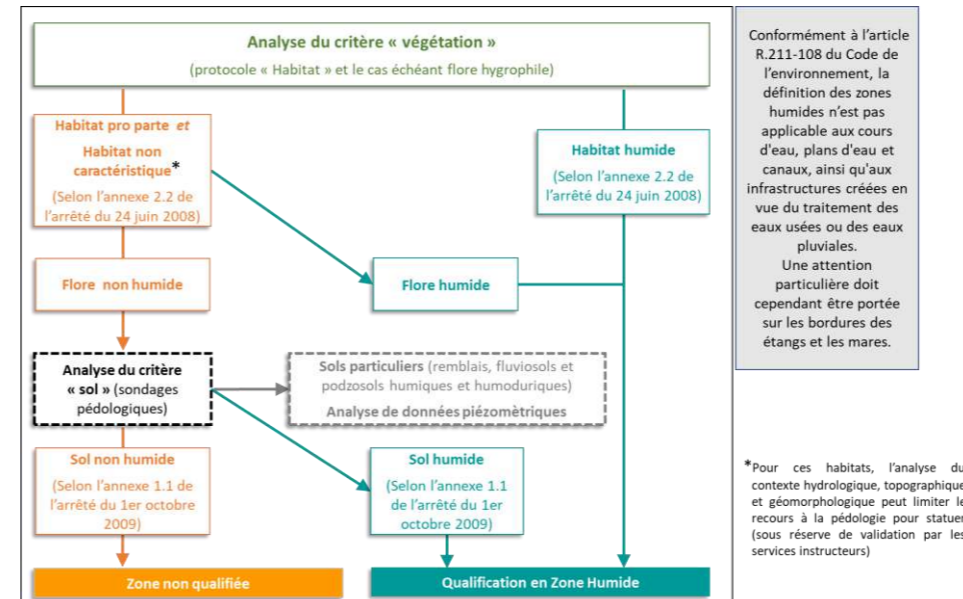 Analyse du critère « végétation »
(protocole « Habitat » et le cas échéant flore hygrophile)
Habitat pro parte et
Habitat non
caractéristique*
(Selon l'annexe 2.2 de
l'arrêté du 24 juin 2008)
Habitat humide
(Selon l'annexe 2.2 de
l'arrêté du 24 juin 2008)
Flore non humide
Flore humide
Analyse du critère
« sol » (sondages
pédologiques)
Sols particuliers (remblais, fluviosols et
podzosols humiques et humoduriques)
Analyse de données piézomètriques
Sol non humide
(Selon l'annexe 1.1 de
l'arrêté du 1er octobre
2009)
Sol humide
(Selon l'annexe 1.1
de l'arrêté du 1er
octobre 2009)
Zone non qualifiée
Qualification en Zone Humide
Conformément à l'article
R.211-108 du Code de
l'environnement, la
définition des zones
humides n'est pas
applicable aux cours
d'eau, plans d'eau et
canaux, ainsi qu'aux
infrastructures créées en
vue du traitement des
eaux usées ou des eaux
pluviales.
Une attention
particulière doit
cependant être portée
sur les bordures des
étangs et les mares.
*Pour ces habitats, l'analyse du
contexte hydrologique, topographique
et géomorphologique peut limiter le
recours à la pédologie pour statuer
(sous réserve de validation par les
services instructeurs)